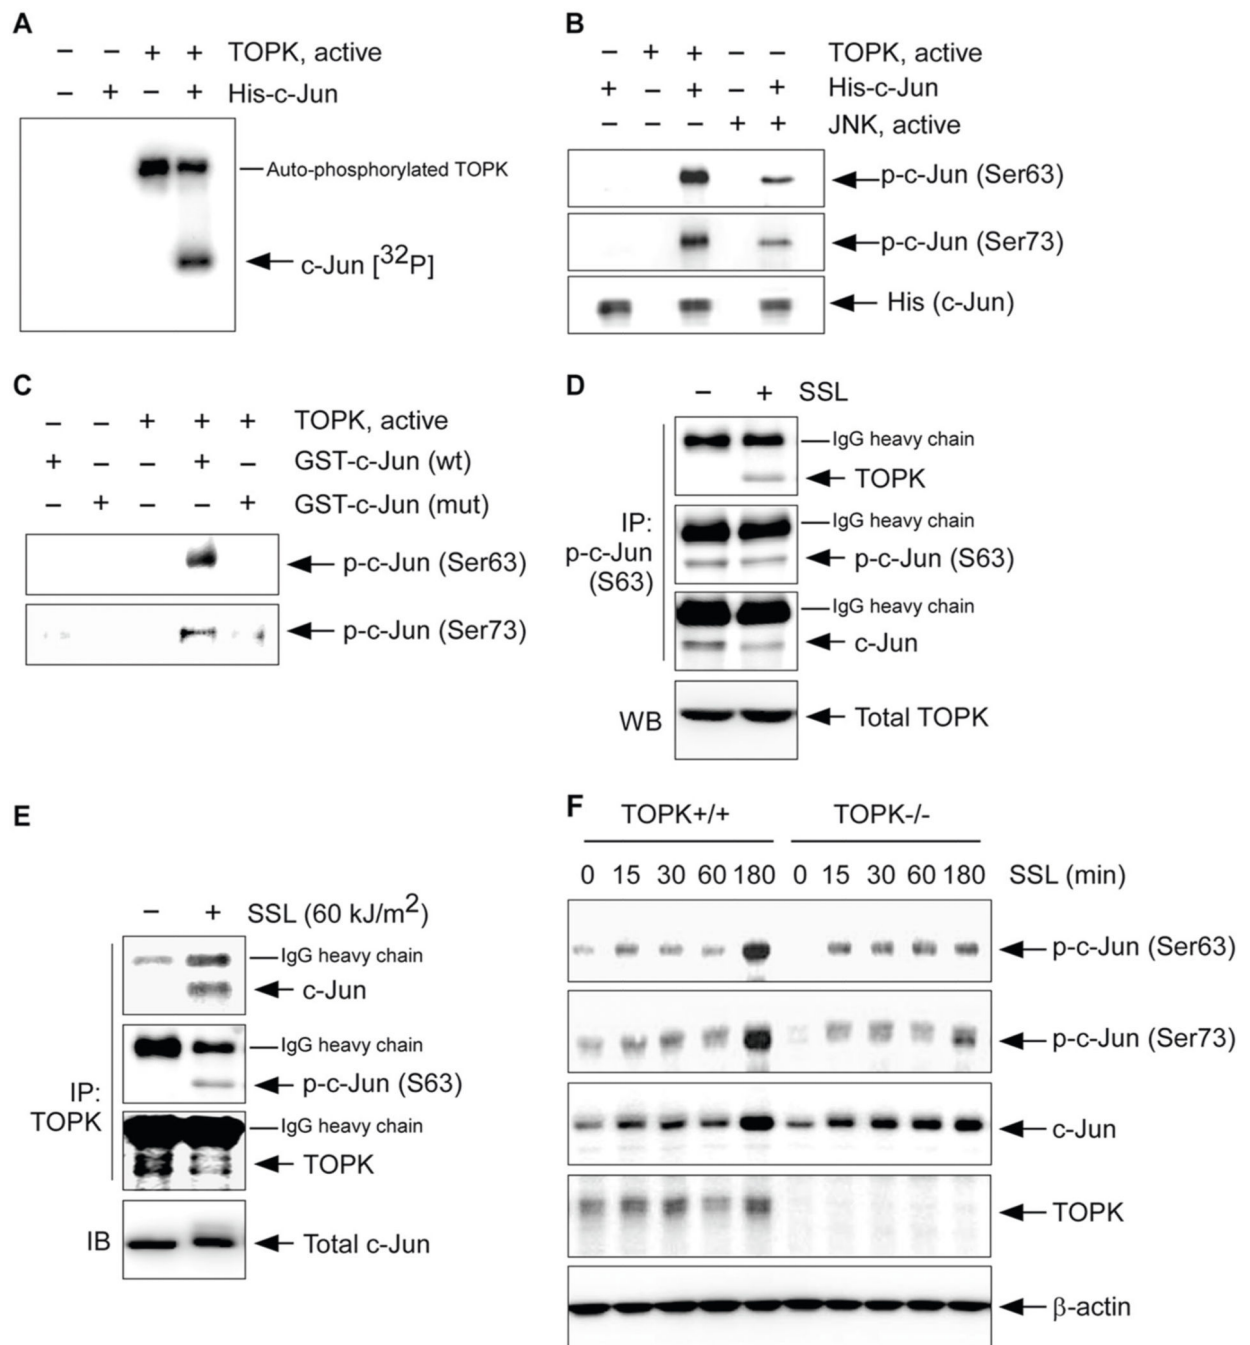 A
– – + + TOPK, active
– + – + His-c-Jun
Auto-phosphorylated TOPK
c-Jun [32P]
B
– + + – – TOPK, active
+ – + – + His-c-Jun
– – – + + JNK, active
p-c-Jun (Ser63)
p-c-Jun (Ser73)
His (c-Jun)
C
– – + + + TOPK, active
+ – – + – GST-c-Jun (wt)
– + – – + GST-c-Jun (mut)
p-c-Jun (Ser63)
p-c-Jun (Ser73)
D
– + SSL
IgG heavy chain
TOPK
IP:
p-c-Jun
(S63)
IgG heavy chain
p-c-Jun (S63)
IgG heavy chain
c-Jun
WB
Total TOPK
E
– + SSL (60 kJ/m2)
IgG heavy chain
c-Jun
IgG heavy chain
p-c-Jun (S63)
IP:
TOPK
IgG heavy chain
TOPK
IB
Total c-Jun
F
TOPK+/+ TOPK-/-
0 15 30 60 180 0 15 30 60 180 SSL (min)
p-c-Jun (Ser63)
p-c-Jun (Ser73)
c-Jun
TOPK
β-actin